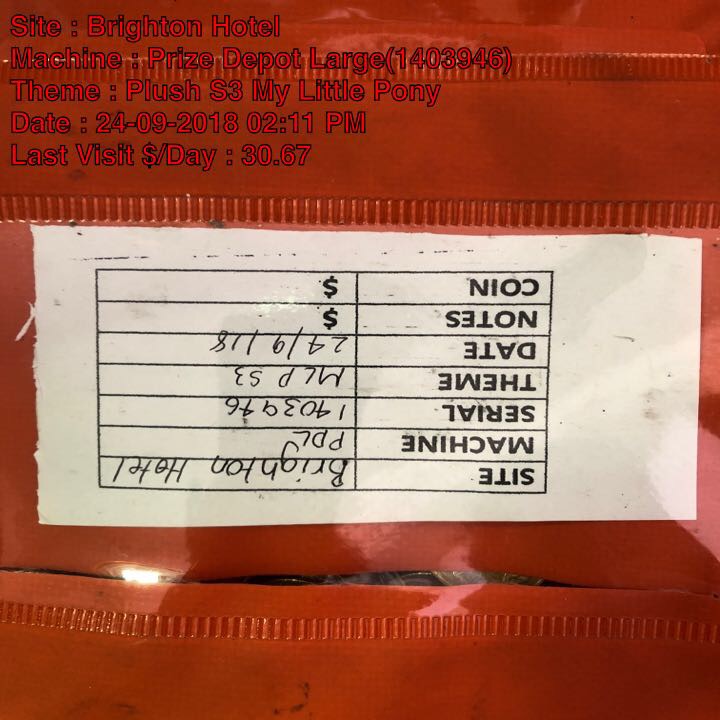 Site : Brighton Hotel
Machine : Prize Depot Large(1403946)
Theme : Plush S3 My Little Pony
Date : 24-09-2018 02:11 PM
Last Visit $/Day : 30.67
SITE Brighton Hotel
MACHINE PDL
SERIAL 1403946
THEME MLP S3
DATE 24/9/18
NOTES $
COIN $